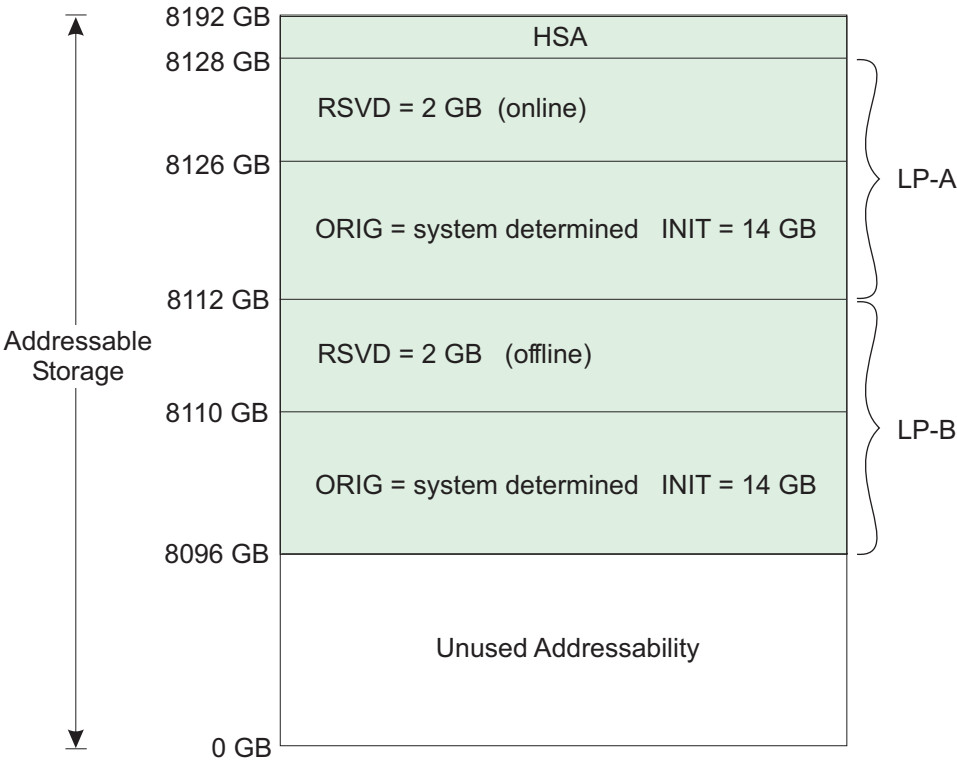 8192 GB
HSA
8128 GB
RSVD = 2 GB (online)
8126 GB
LP-A
ORIG = system determined INIT = 14 GB
8112 GB
Addressable
Storage
RSVD = 2 GB (offline)
8110 GB
LP-B
ORIG = system determined INIT = 14 GB
8096 GB
Unused Addressability
0 GB